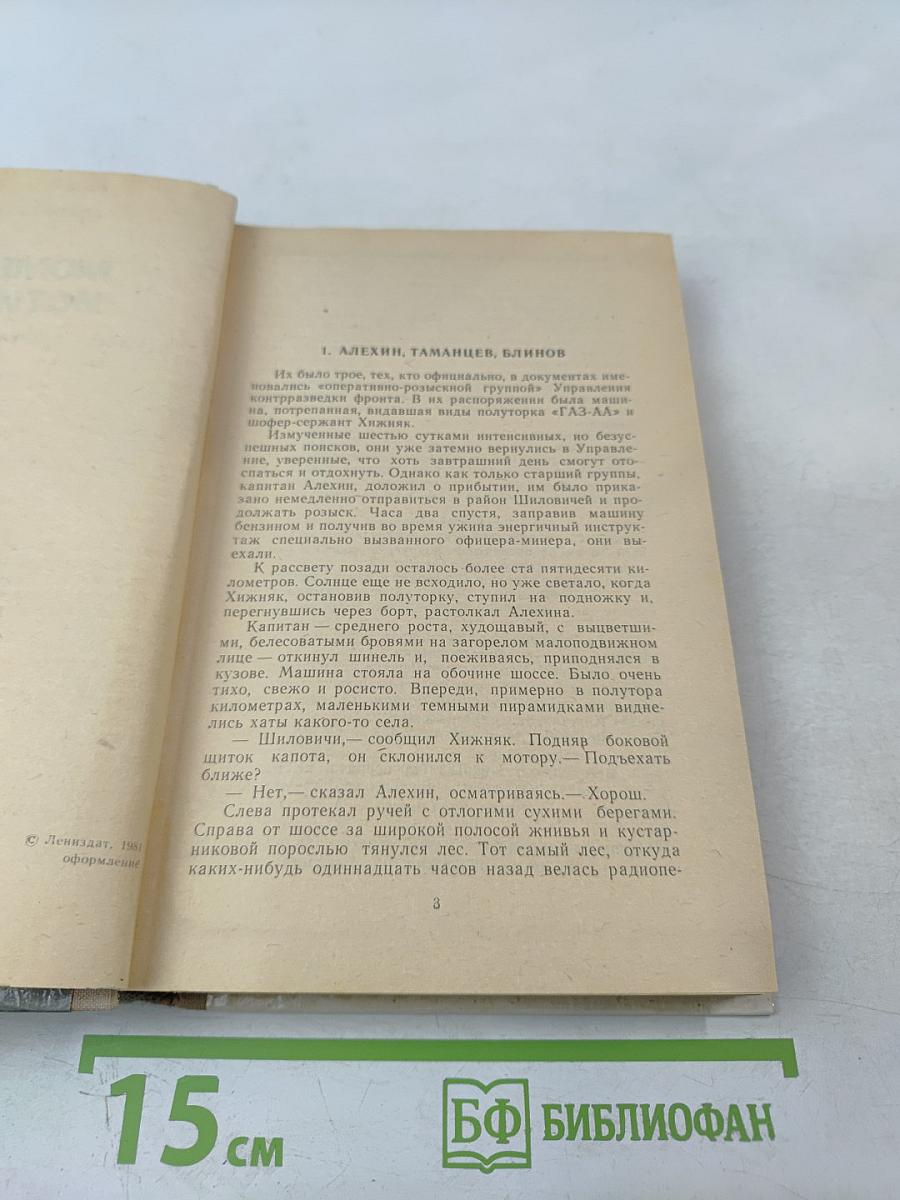 1. АЛЕХИН, ТАМАНЦЕВ, БЛИНОВ
Их было трое, тех, кто официально, в документах име-
новались «оперативно-розыскной группой» Управления
контрразведки фронта. В их распоряжении была маши-
на, потрепанная, видавшая виды полуторка «ГАЗ-АА» и
шофер-сержант Хижняк.
Измученные шестью сутками интенсивных, но безус-
пешных поисков, они уже затемно вернулись в Управле-
ние, уверенные, что хоть завтрашний день смогут ото-
спаться и отдохнуть. Однако как только старший группы,
капитан Алехин, доложил о прибытии, им было прика-
зано немедленно отправиться в район Шиловичей и про-
должать розыск. Часа два спустя, заправив машину
бензином и получив во время ужина энергичный инструк-
таж специально вызванного офицера-минера, они вы-
ехали.
К рассвету позади осталось более ста пятидесяти ки-
лометров. Солнце еще не всходило, но уже светало, когда
Хижняк, остановив полуторку, ступил на подножку и,
перегнувшись через борт, растолкал Алехина.
Капитан — среднего роста, худощавый, с выцветши-
ми, белесоватыми бровями на загорелом малоподвижном
лице — откинул шинель и, поеживаясь, приподнялся в
кузове. Машина стояла на обочине шоссе. Было очень
тихо, свежо и росисто. Впереди, примерно в полутора
километрах, маленькими темными пирамидками видне-
лись хаты какого-то села.
— Шиловичи,— сообщил Хижняк. Подняв боковой
щиток капота, он склонился к мотору.— Подъехать
ближе?
— Нет,— сказал Алехин, осматриваясь.— Хорош.
Слева протекал ручей с отлогими сухими берегами.
Справа от шоссе за широкой полосой жнивья и кустар-
никовой порослью тянулся лес. Тот самый лес, откуда
каких-нибудь одиннадцать часов назад велась радиопе-
3
© Лениздат, 1981
оформление
15 см
БФ БИБЛИОФАН